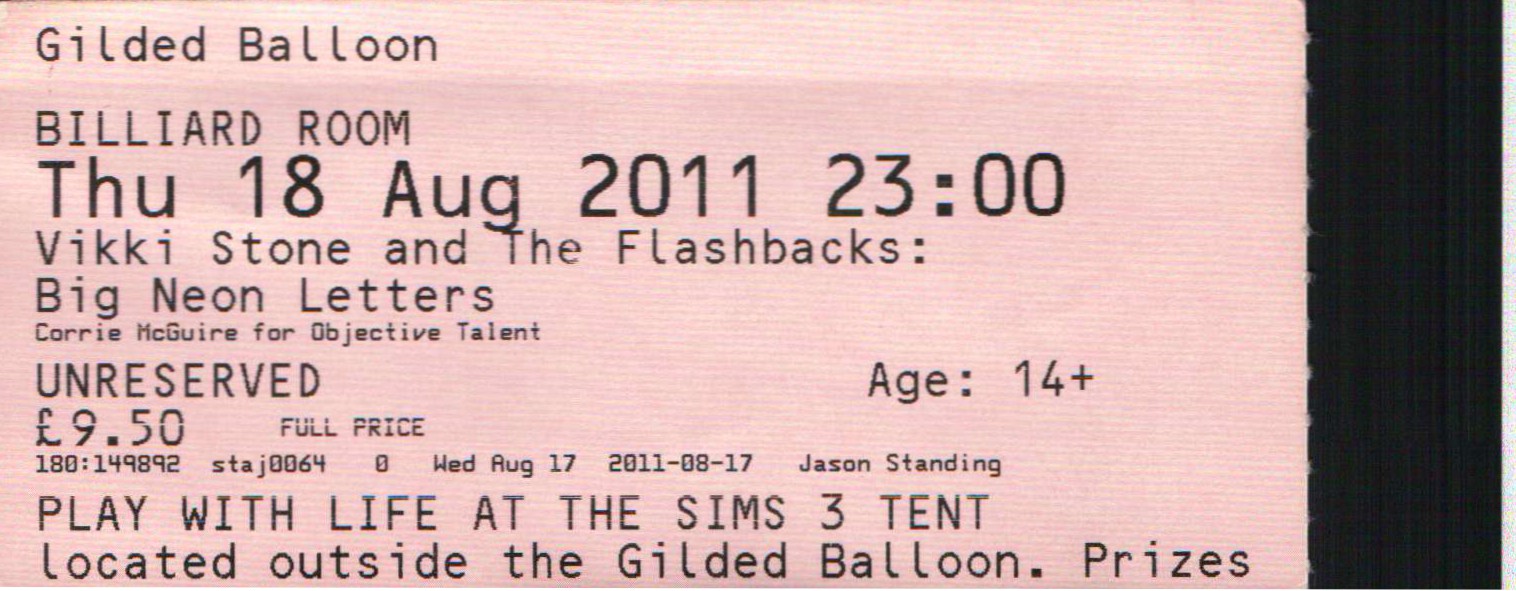 Gilded Balloon
BILLIARD ROOM
Thu 18 Aug 2011 23:00
Vikki Stone and The Flashbacks:
Big Neon Letters
Corrie McGuire for Objective Talent
UNRESERVED Age: 14+
£9.50 FULL PRICE
180:149892 staj0064 0 Wed Aug 17 2011-08-17 Jason Standing
PLAY WITH LIFE AT THE SIMS 3 TENT
located outside the Gilded Balloon. Prizes